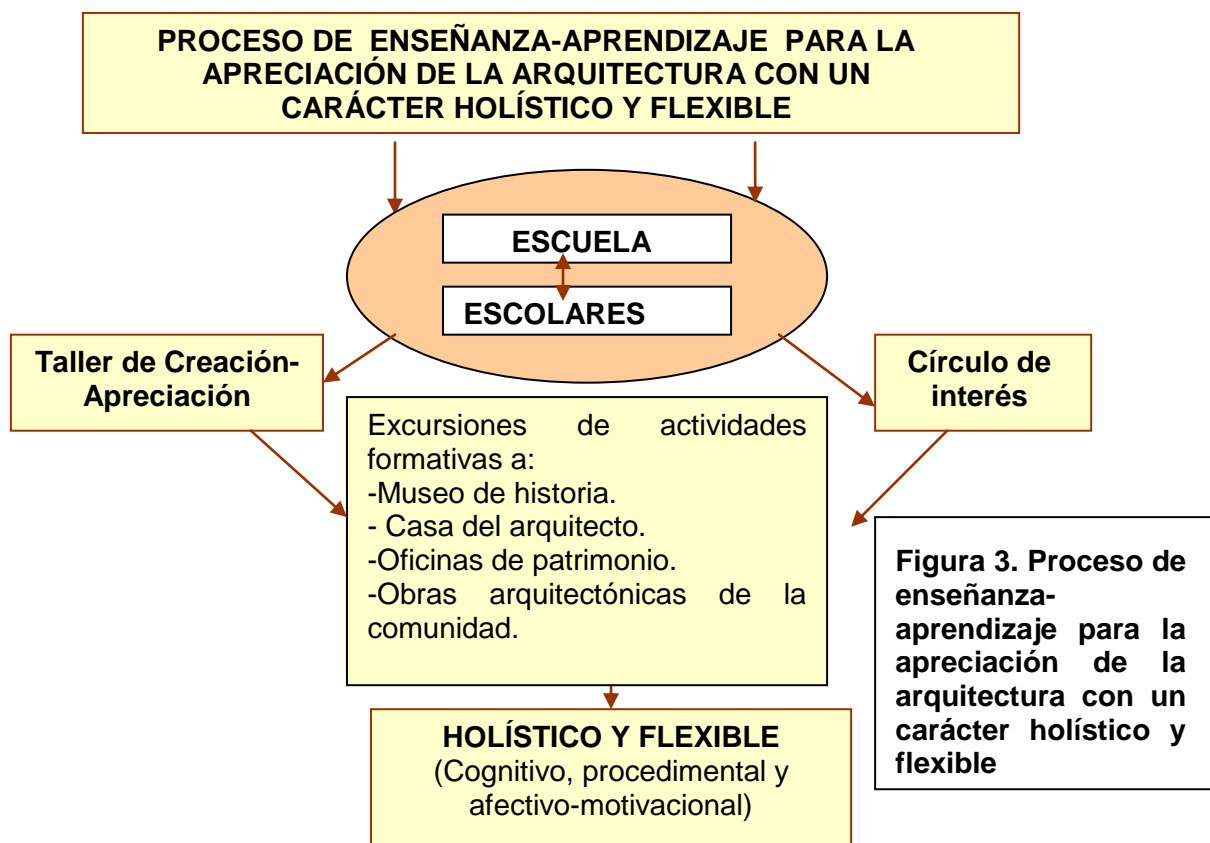 PROCESO DE ENSEÑANZA-APRENDIZAJE PARA LA
APRECIACIÓN DE LA ARQUITECTURA CON UN
CARÁCTER HOLÍSTICO Y FLEXIBLE
ESCUELA
ESCOLARES
Taller de Creación-
Apreciación
Círculo de
interés
Excursiones de actividades
formativas a:
-Museo de historia.
- Casa del arquitecto.
-Oficinas de patrimonio.
-Obras arquitectónicas de la
comunidad.
Figura 3. Proceso de
enseñanza-
aprendizaje para la
apreciación de la
arquitectura con un
carácter holístico y
flexible
HOLÍSTICO Y FLEXIBLE
(Cognitivo, procedimental y
afectivo-motivacional)